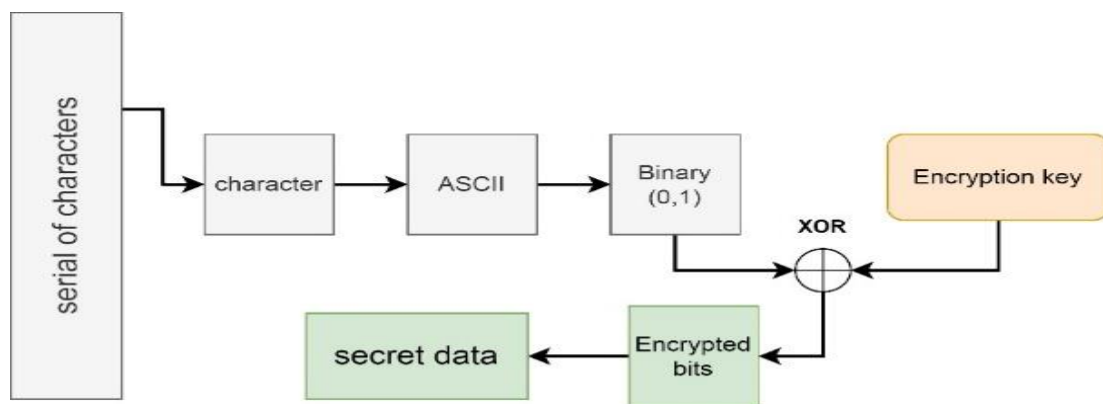 serial of characters
character
ASCII
Binary
(0,1)
Encryption key
XOR
secret data
Encrypted
bits